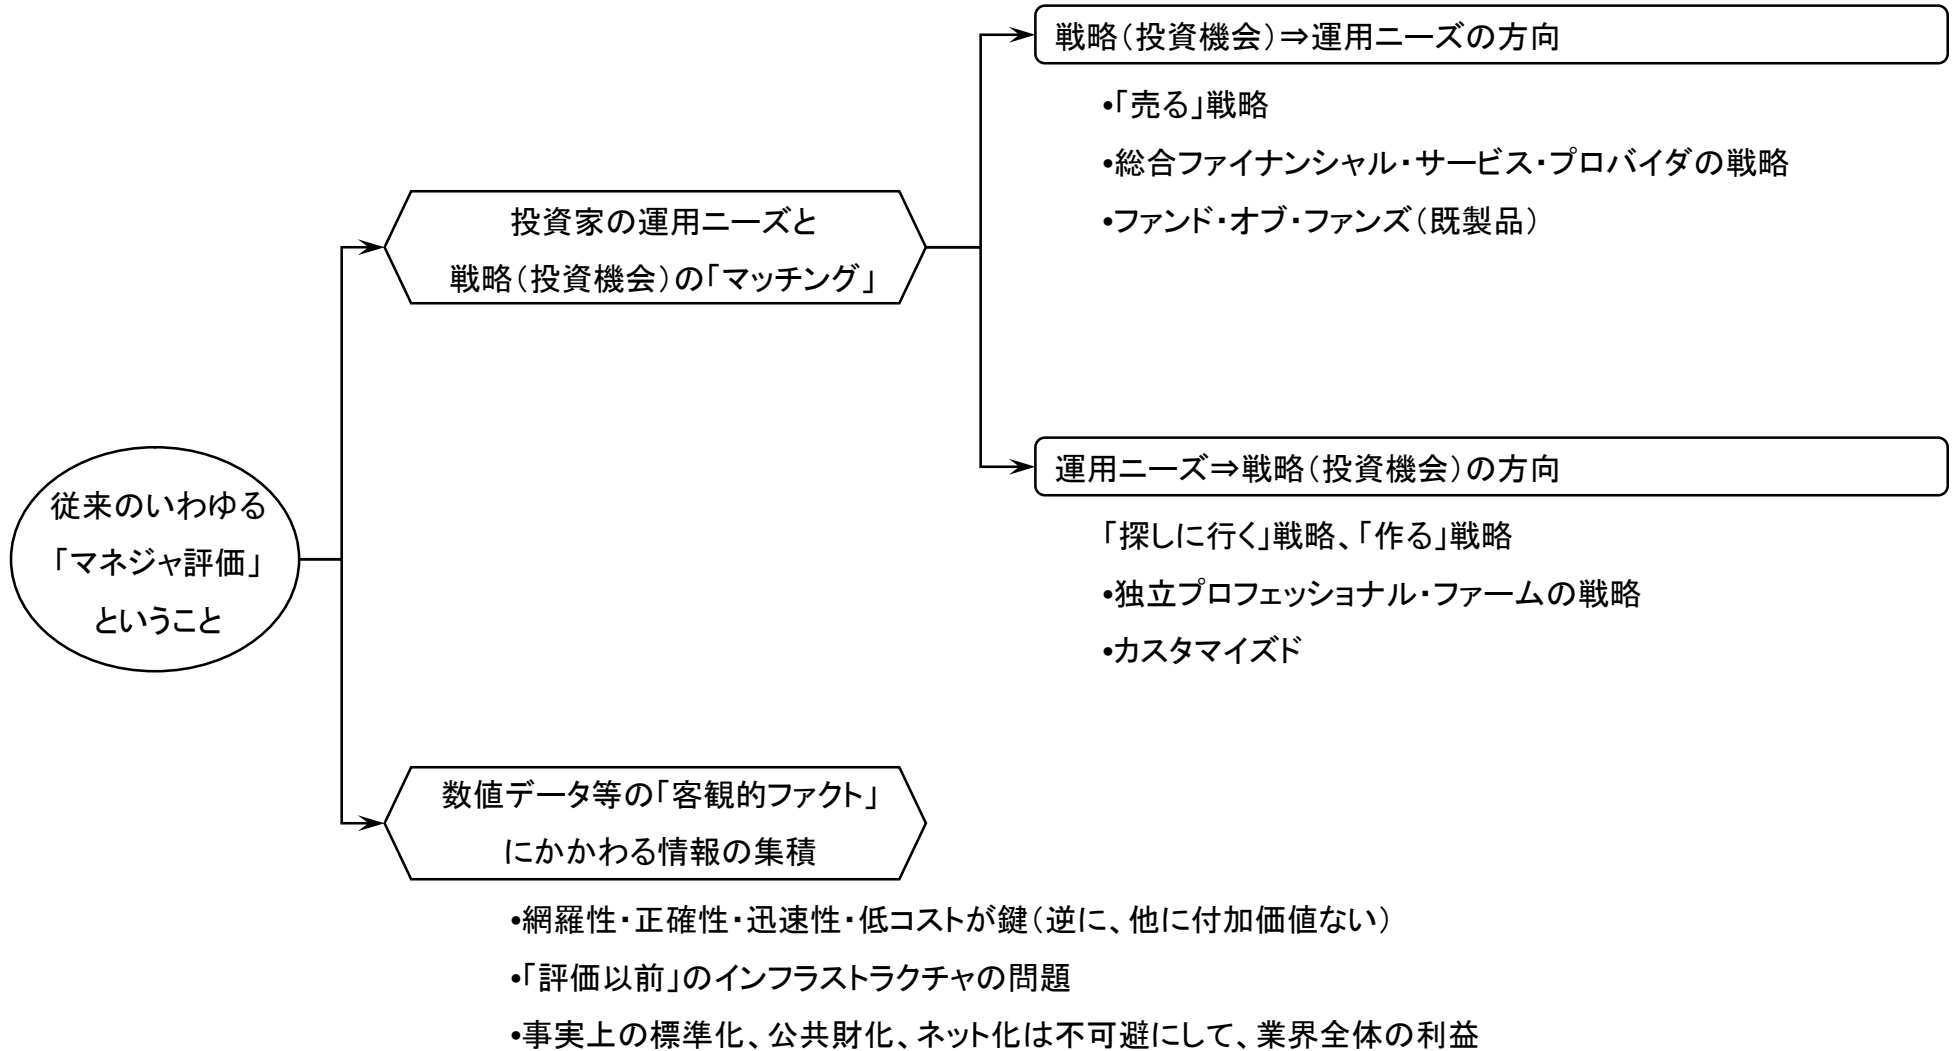 戦略（投資機会）⇒運用ニーズの方向
•「売る」戦略
•総合ファイナンシャル・サービス・プロバイダの戦略
•ファンド・オブ・ファンズ（既製品）
投資家の運用ニーズと
戦略（投資機会）の「マッチング」
運用ニーズ⇒戦略（投資機会）の方向
「探しに行く」戦略、「作る」戦略
•独立プロフェッショナル・ファームの戦略
•カスタマイズド
従来のいわゆる
「マネジャ評価」
ということ
数値データ等の「客観的ファクト」
にかかわる情報の集積
•網羅性・正確性・迅速性・低コストが鍵（逆に、他に付加価値ない）
•「評価以前」のインフラストラクチャの問題
•事実上の標準化、公共財化、ネット化は不可避にして、業界全体の利益